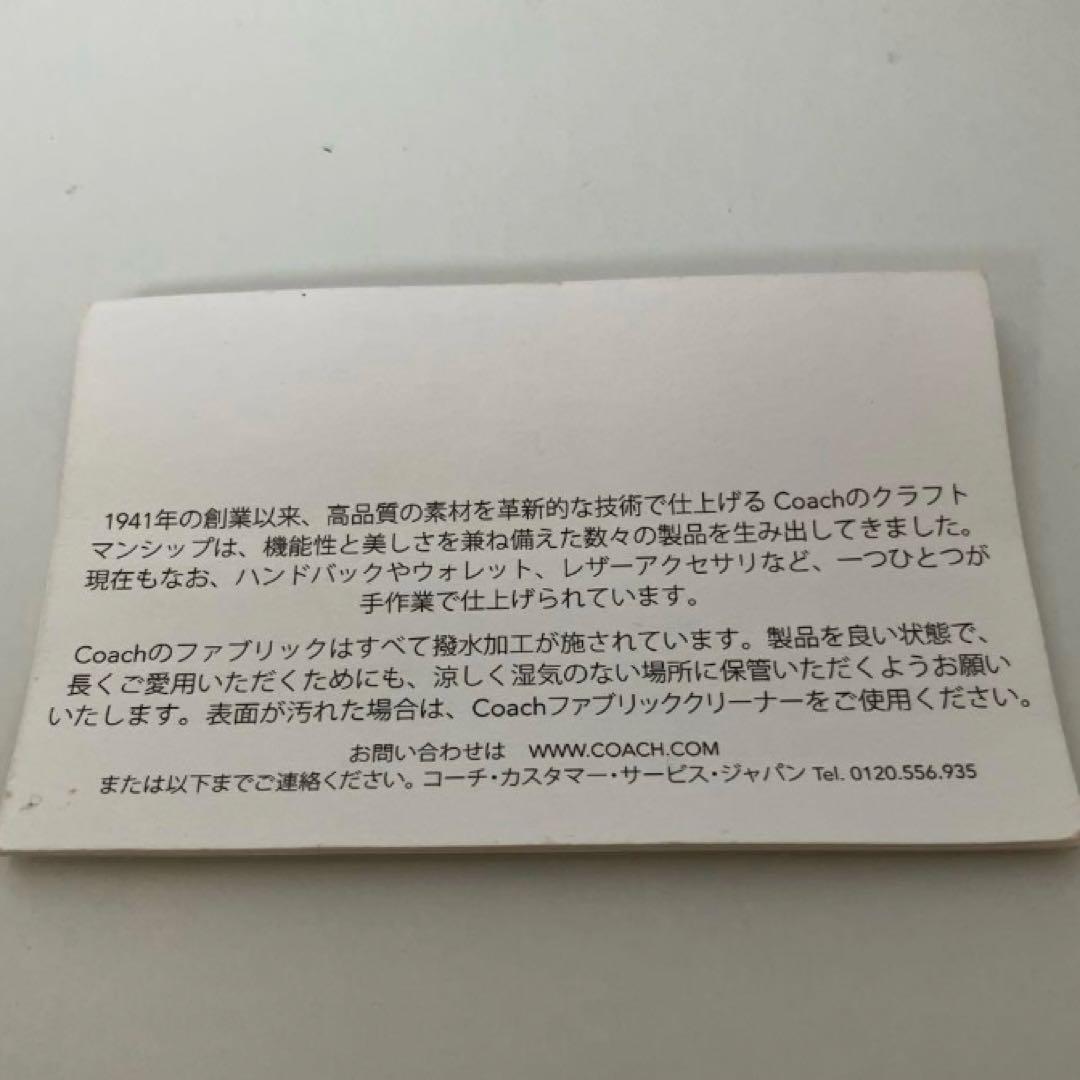 1941年の創業以来、高品質の素材を革新的な技術で仕上げる Coachのクラフト
マンシップは、機能性と美しさを兼ね備えた数々の製品を生み出してきました。
現在もなお、ハンドバックやウォレット、レザーアクセサリなど、一つひとつが
手作業で仕上げられています。
Coachのファブリックはすべて撥水加工が施されています。製品を良い状態で、
長くご愛用いただくためにも、涼しく湿気のない場所に保管いただくようお願い
いたします。表面が汚れた場合は、Coachファブリッククリーナーをご使用ください。
お問い合わせは WWW.COACH.COM
または以下までご連絡ください。コーチ・カスタマー・サービス・ジャパン Tel. 0120.556.935